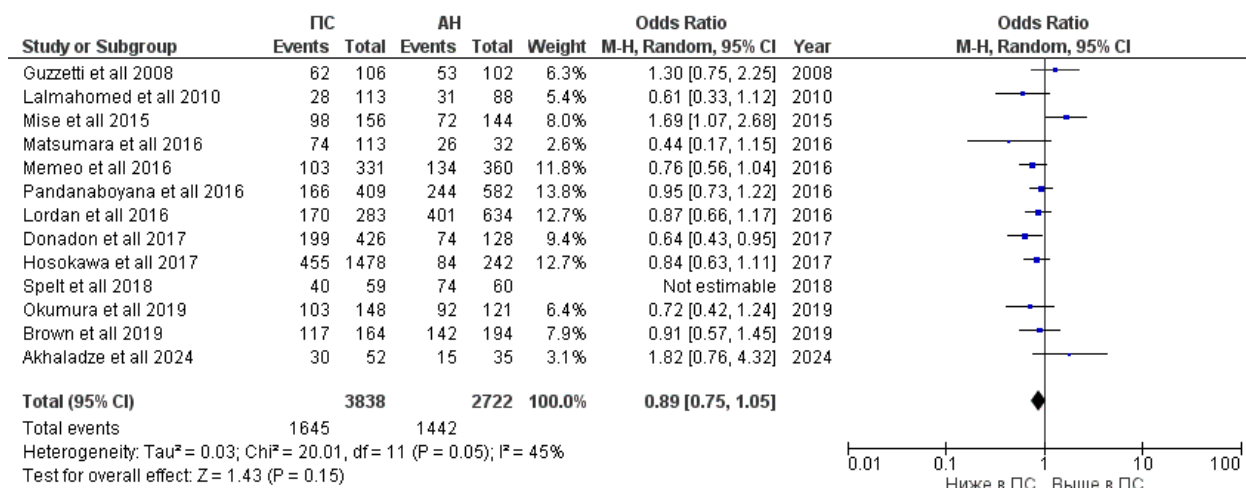 ПС АН Odds Ratio Odds Ratio
Study or Subgroup Events Total Events Total Weight M-H, Random, 95% CI Year M-H, Random, 95% CI
Guzzetti et all 2008 62 106 53 102 6.3% 1.30 [0.75, 2.25] 2008
Lalmahomed et all 2010 28 113 31 88 5.4% 0.61 [0.33, 1.12] 2010
Mise et all 2015 98 156 72 144 8.0% 1.69 [1.07, 2.68] 2015
Matsumara et all 2016 74 113 26 32 2.6% 0.44 [0.17, 1.15] 2016
Memeo et all 2016 103 331 134 360 11.8% 0.76 [0.56, 1.04] 2016
Pandanaboyana et all 2016 166 409 244 582 13.8% 0.95 [0.73, 1.22] 2016
Lordan et all 2016 170 283 401 634 12.7% 0.87 [0.66, 1.17] 2016
Donadon et all 2017 199 426 74 128 9.4% 0.64 [0.43, 0.95] 2017
Hosokawa et all 2017 455 1478 84 242 12.7% 0.84 [0.63, 1.11] 2017
Spelt et all 2018 40 59 74 60 Not estimable 2018
Okumura et all 2019 103 148 92 121 6.4% 0.72 [0.42, 1.24] 2019
Brown et all 2019 117 164 142 194 7.9% 0.91 [0.57, 1.45] 2019
Akhaladze et all 2024 30 52 15 35 3.1% 1.82 [0.76, 4.32] 2024
Total (95% CI) 3838 2722 100.0% 0.89 [0.75, 1.05]
Total events 1645 1442
Heterogeneity: Tau² = 0.03; Chi² = 20.01, df = 11 (P = 0.05); I² = 45%
Test for overall effect: Z = 1.43 (P = 0.15)
0.01 0.1 1 10 100
Ниже в ПС Выше в ПС